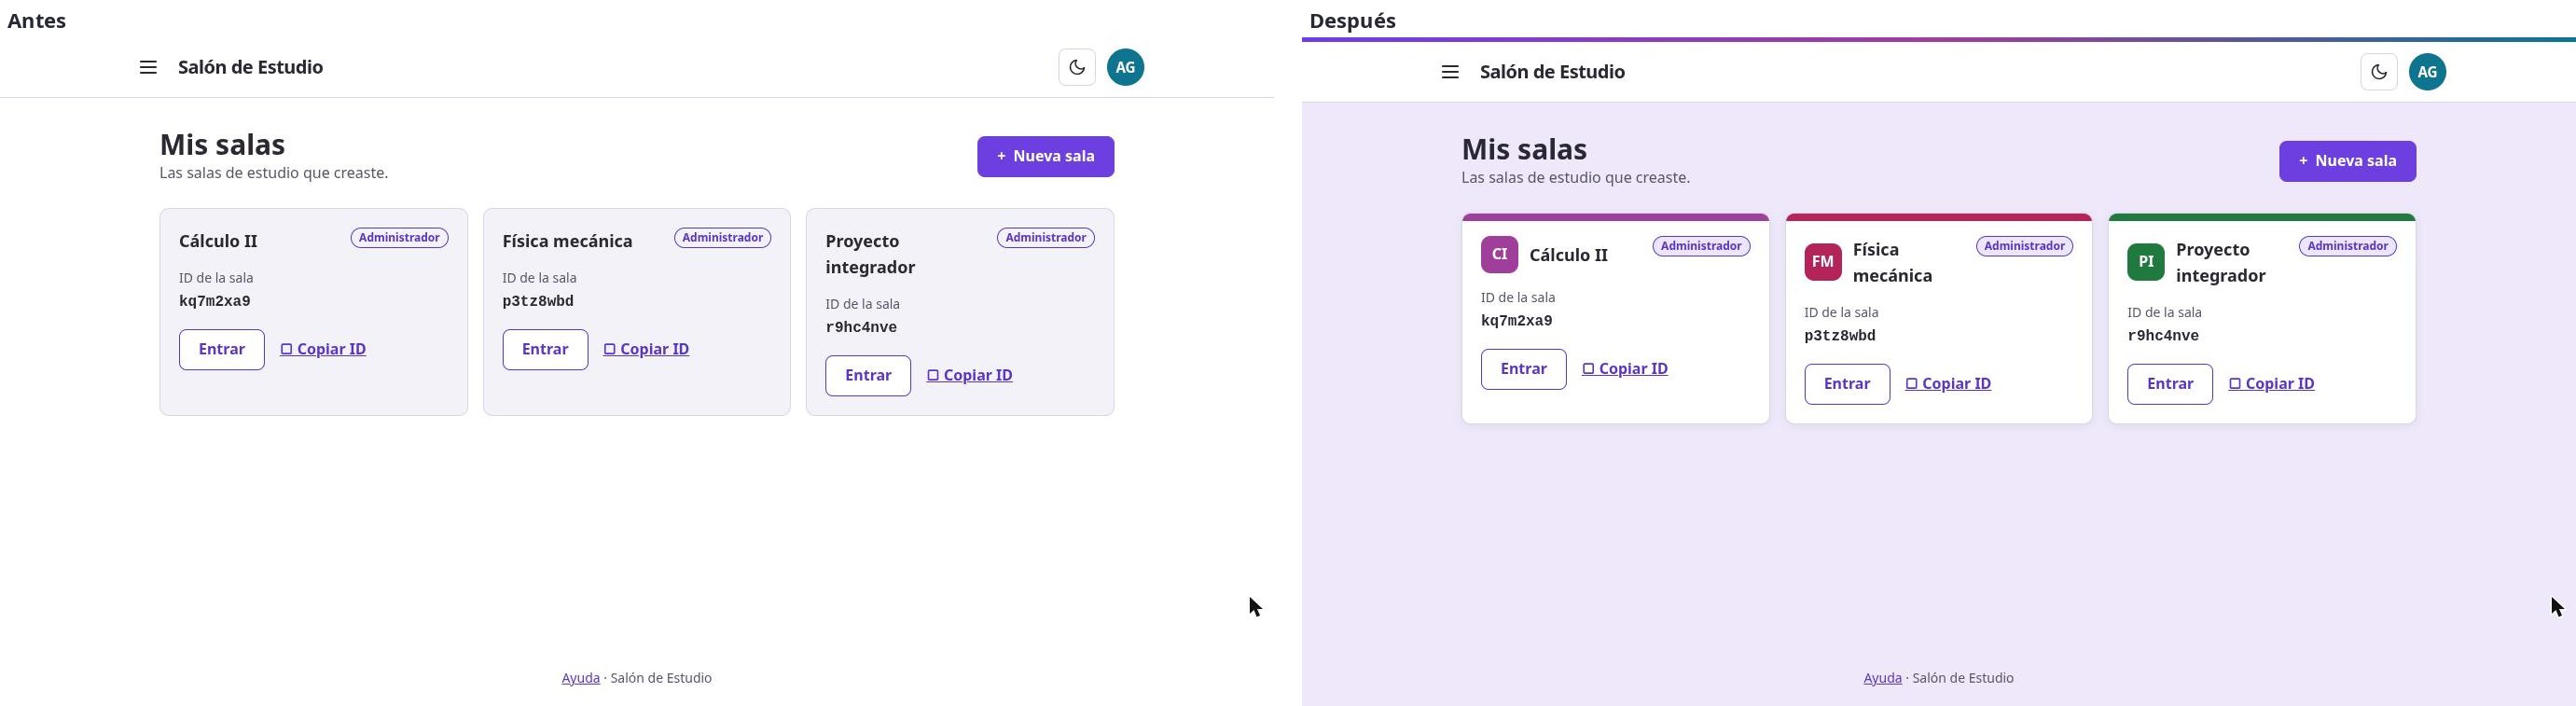 Antes
Salón de Estudio
AG
Mis salas
Las salas de estudio que creaste.
+ Nueva sala
Cálculo II
Administrador
ID de la sala
kq7m2xa9
Entrar
Copiar ID
Física mecánica
Administrador
ID de la sala
p3tz8wbd
Entrar
Copiar ID
Proyecto
integrador
Administrador
ID de la sala
r9hc4nve
Entrar
Copiar ID
Ayuda · Salón de Estudio
Después
Salón de Estudio
AG
Mis salas
Las salas de estudio que creaste.
+ Nueva sala
CI
Cálculo II
Administrador
ID de la sala
kq7m2xa9
Entrar
Copiar ID
FM
Física
mecánica
Administrador
ID de la sala
p3tz8wbd
Entrar
Copiar ID
PI
Proyecto
integrador
Administrador
ID de la sala
r9hc4nve
Entrar
Copiar ID
Ayuda · Salón de Estudio